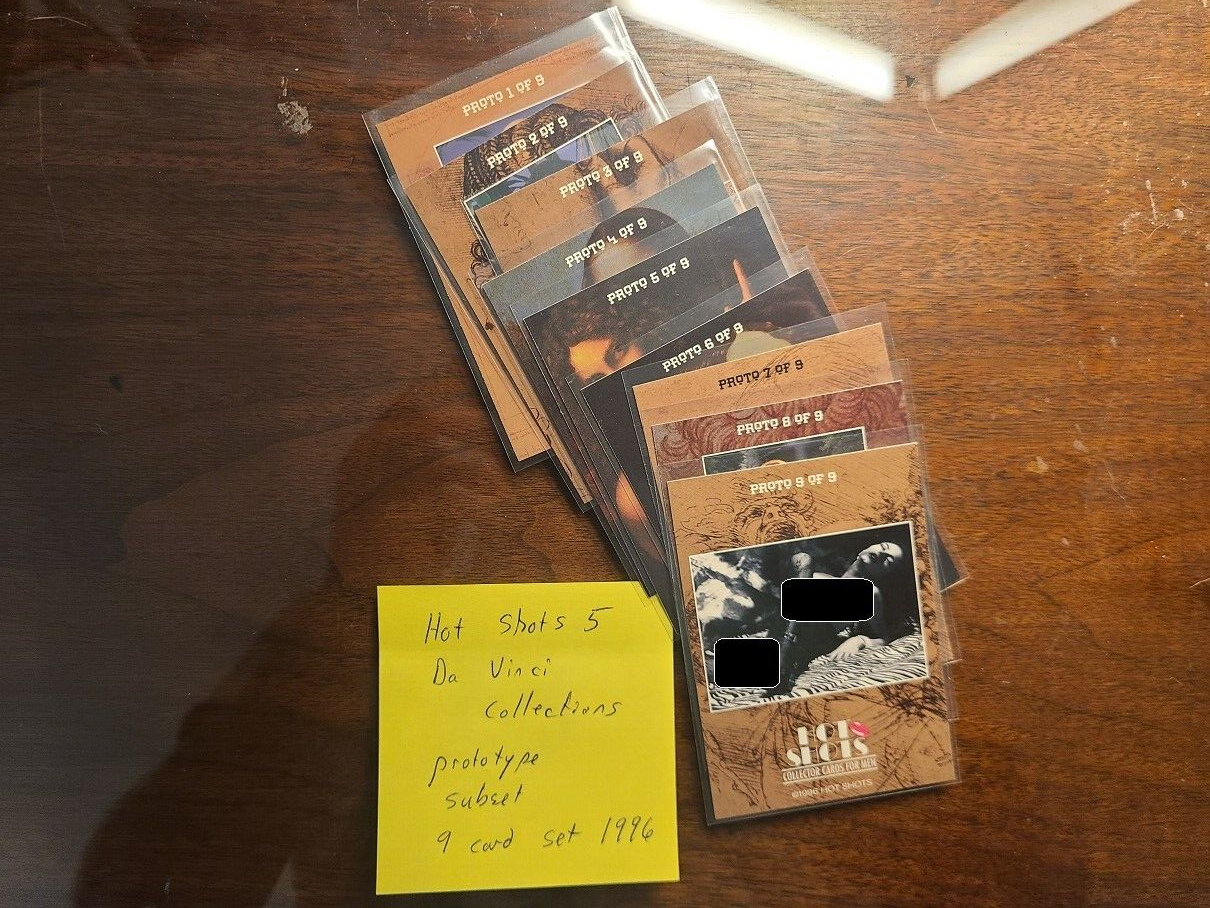 PROTO 1 OF 9
PROTO 2 OF 9
PROTO 3 OF 9
PROTO 4 OF 9
PROTO 5 OF 9
PROTO 6 OF 9
PROTO 7 OF 9
PROTO 8 OF 9
PROTO 9 OF 9
HOT
SHOTS
COLLECTOR CARDS FOR MEN
©1996 HOT SHOTS
Hot Shots 5
Da Vinci
Collections
prototype
subset
9 card set 1996